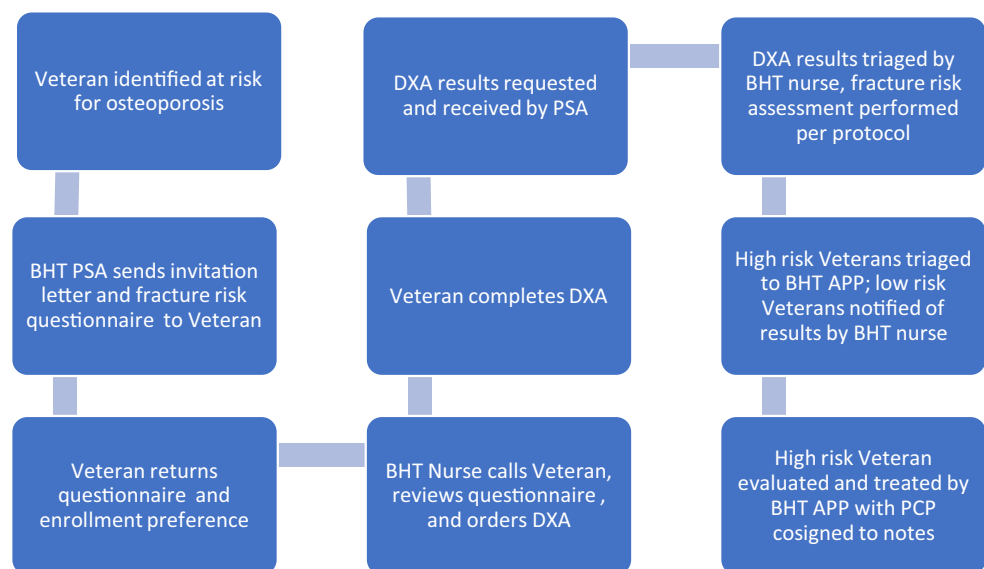 Veteran identified at risk
for osteoporosis
BHT PSA sends invitation
letter and fracture risk
questionnaire to Veteran
Veteran returns
questionnaire and
enrollment preference
BHT Nurse calls Veteran,
reviews questionnaire ,
and orders DXA
Veteran completes DXA
DXA results requested
and received by PSA
DXA results triaged by
BHT nurse, fracture risk
assessment performed
per protocol
High risk Veterans triaged
to BHT APP; low risk
Veterans notified of
results by BHT nurse
High risk Veteran
evaluated and treated by
BHT APP with PCP
cosigned to notes